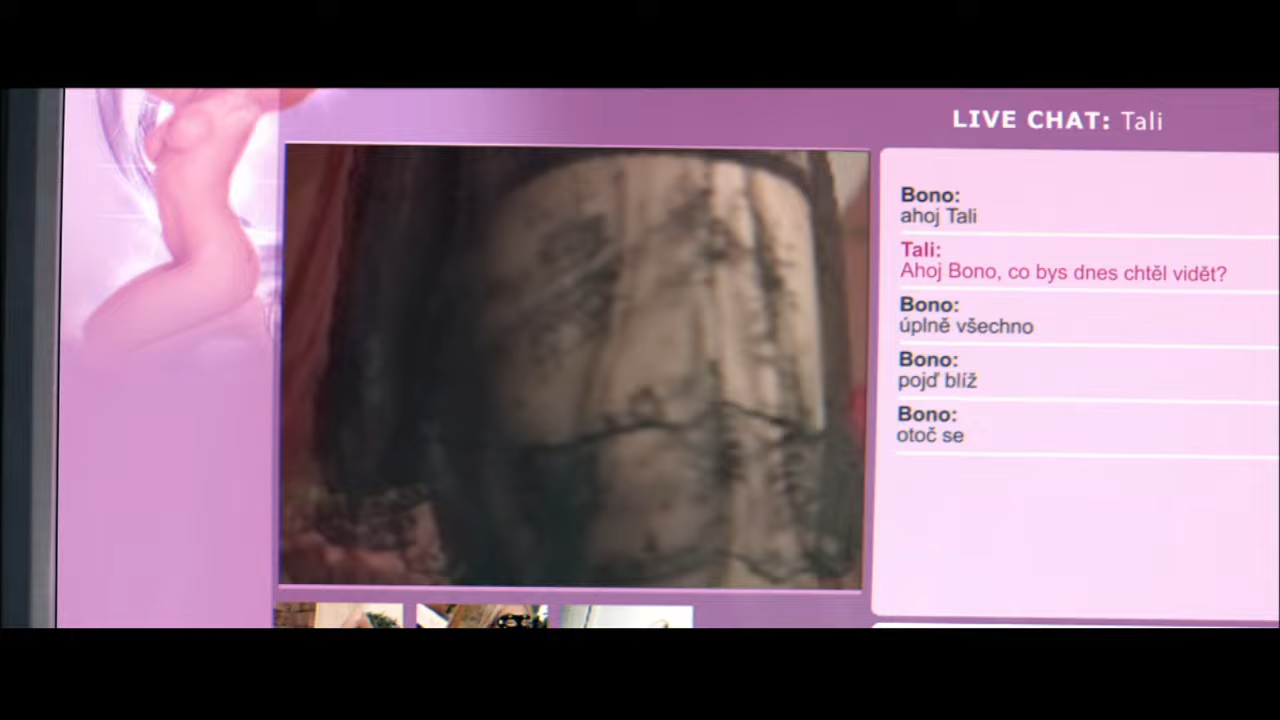 LIVE CHAT: Tali
Bono:
ahoj Tali
Tali:
Ahoj Bono, co bys dnes chtěl vidět?
Bono:
úplně všechno
Bono:
pojď blíž
Bono:
otoč se